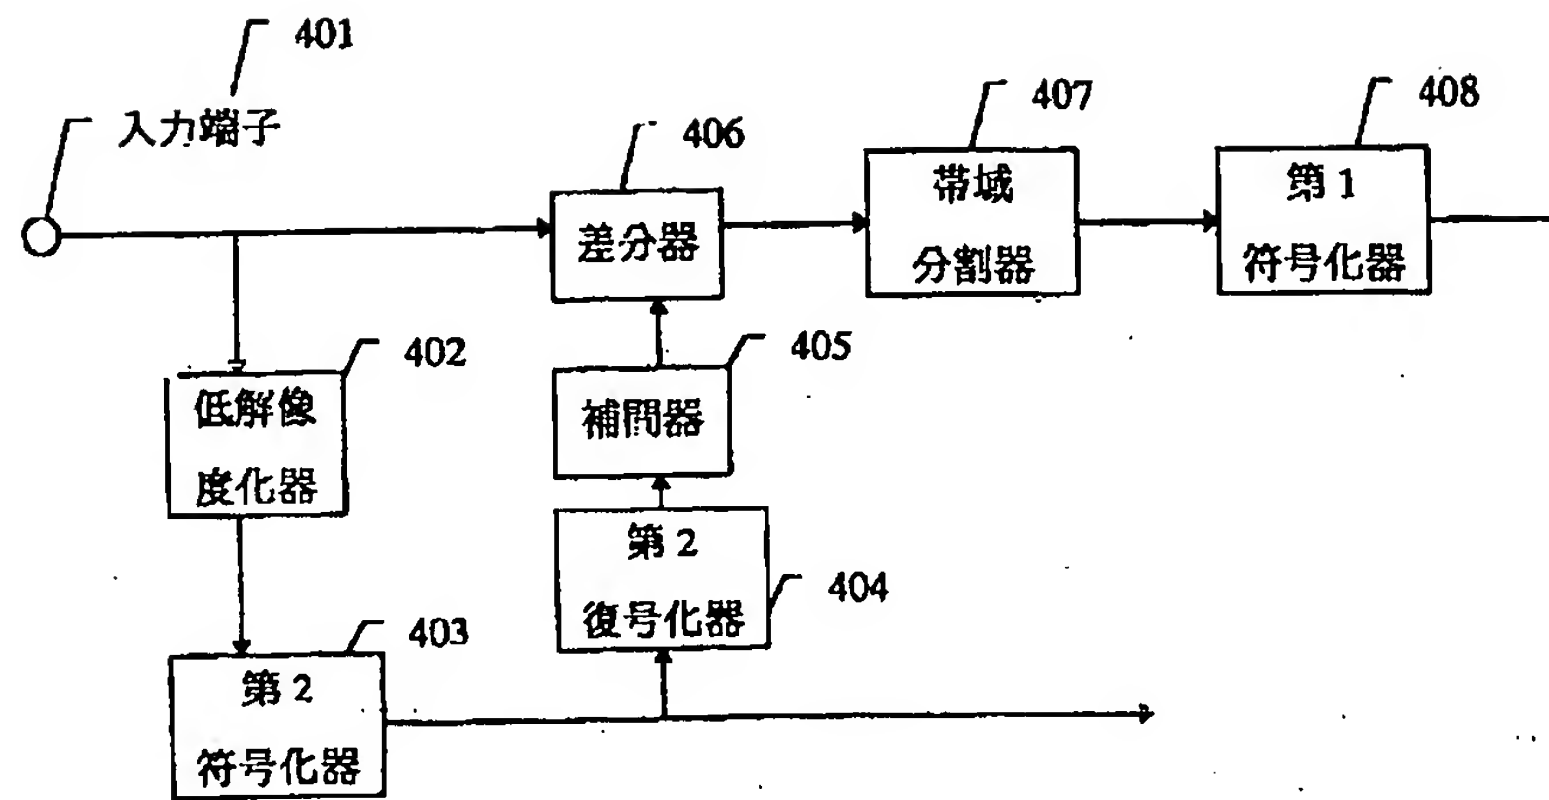 401
入力端子
406
差分器
407
帯域
分割器
408
第1
符号化器
402
低解像
度化器
405
補間器
第2
復号化器
404
403
第2
符号化器